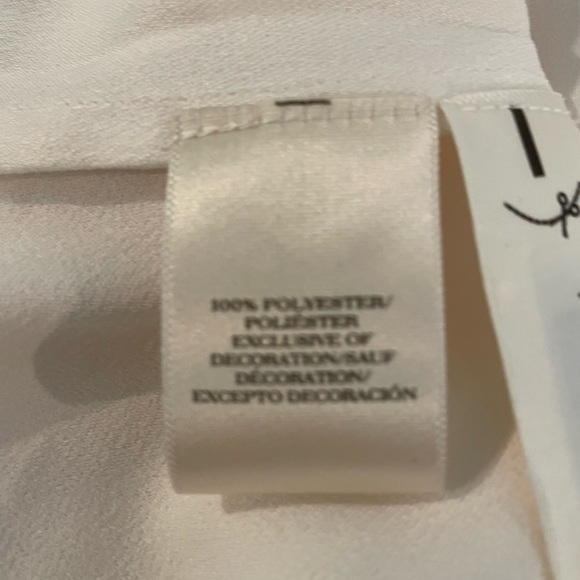 100% POLYESTER/
POLIÉSTER
EXCLUSIVE OF
DECORATION/SAUF
DÉCORATION/
EXCEPTO DECORACIÓN